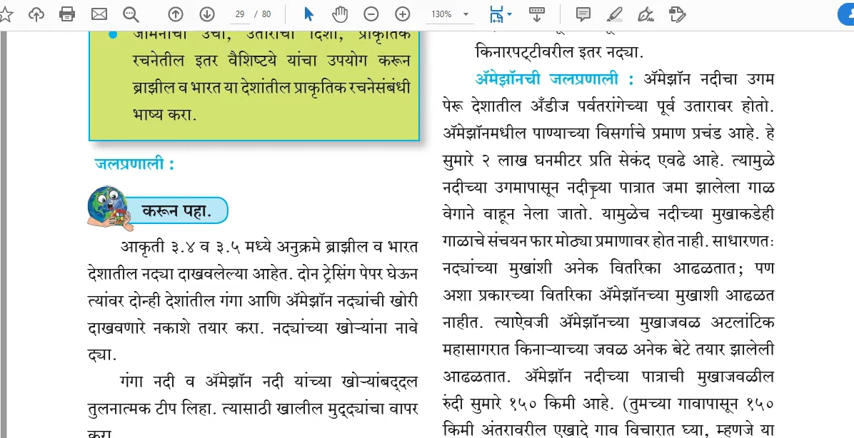 29 / 80
130%
जमिनीची उंची, उताराची दिशा, प्राकृतिक
रचनेतील इतर वैशिष्टये यांचा उपयोग करून
ब्राझील व भारत या देशांतील प्राकृतिक रचनेसंबंधी
भाष्य करा.
जलप्रणाली :
करून पहा.
आकृती ३.४ व ३.५ मध्ये अनुक्रमे ब्राझील व भारत
देशातील नद्या दाखवलेल्या आहेत. दोन ट्रेसिंग पेपर घेऊन
त्यांवर दोन्ही देशांतील गंगा आणि ॲमेझॉन नद्यांची खोरी
दाखवणारे नकाशे तयार करा. नद्यांच्या खोऱ्यांना नावे
द्या.
गंगा नदी व ॲमेझॉन नदी यांच्या खोऱ्यांबद्दल
तुलनात्मक टीप लिहा. त्यासाठी खालील मुद्द्यांचा वापर
करा.
किनारपट्टीवरील इतर नद्या.
ॲमेझॉनची जलप्रणाली : ॲमेझॉन नदीचा उगम
पेरू देशातील अँडीज पर्वतरांगेच्या पूर्व उतारावर होतो.
ॲमेझॉनमधील पाण्याच्या विसर्गाचे प्रमाण प्रचंड आहे. हे
सुमारे २ लाख घनमीटर प्रति सेकंद एवढे आहे. त्यामुळे
नदीच्या उगमापासून नदीच्या पात्रात जमा झालेला गाळ
वेगाने वाहून नेला जातो. यामुळेच नदीच्या मुखाकडेही
गाळाचे संचयन फार मोठ्या प्रमाणावर होत नाही. साधारणतः
नद्यांच्या मुखांशी अनेक वितरिका आढळतात; पण
अशा प्रकारच्या वितरिका ॲमेझॉनच्या मुखाशी आढळत
नाहीत. त्याऐवजी ॲमेझॉनच्या मुखाजवळ अटलांटिक
महासागरात किनाऱ्याच्या जवळ अनेक बेटे तयार झालेली
आढळतात. ॲमेझॉन नदीच्या पात्राची मुखाजवळील
रुंदी सुमारे १५० किमी आहे. (तुमच्या गावापासून १५०
किमी अंतरावरील एखादे गाव विचारात घ्या, म्हणजे या